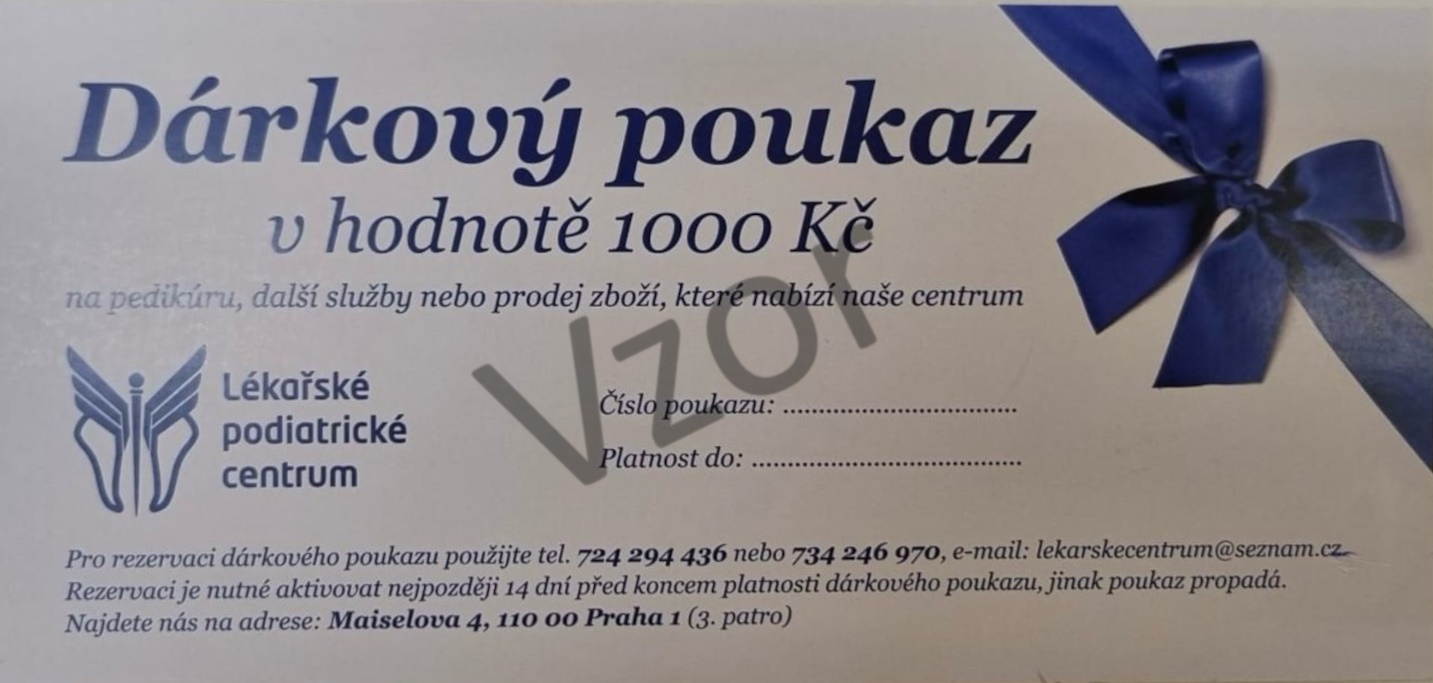 Dárkový poukaz
v hodnotě 1000 Kč
na pedikúru, další služby nebo prodej zboží, které nabízí naše centrum
Vzor
Lékařské
podiatrické
centrum
Číslo poukazu: ....................................
Platnost do: ..........................................
Pro rezervaci dárkového poukazu použijte tel. 724 294 436 nebo 734 246 970, e-mail: lekarskecentrum@seznam.cz
Rezervaci je nutné aktivovat nejpozději 14 dní před koncem platnosti dárkového poukazu, jinak poukaz propadá.
Najdete nás na adrese: Maiselova 4, 110 00 Praha 1 (3. patro)